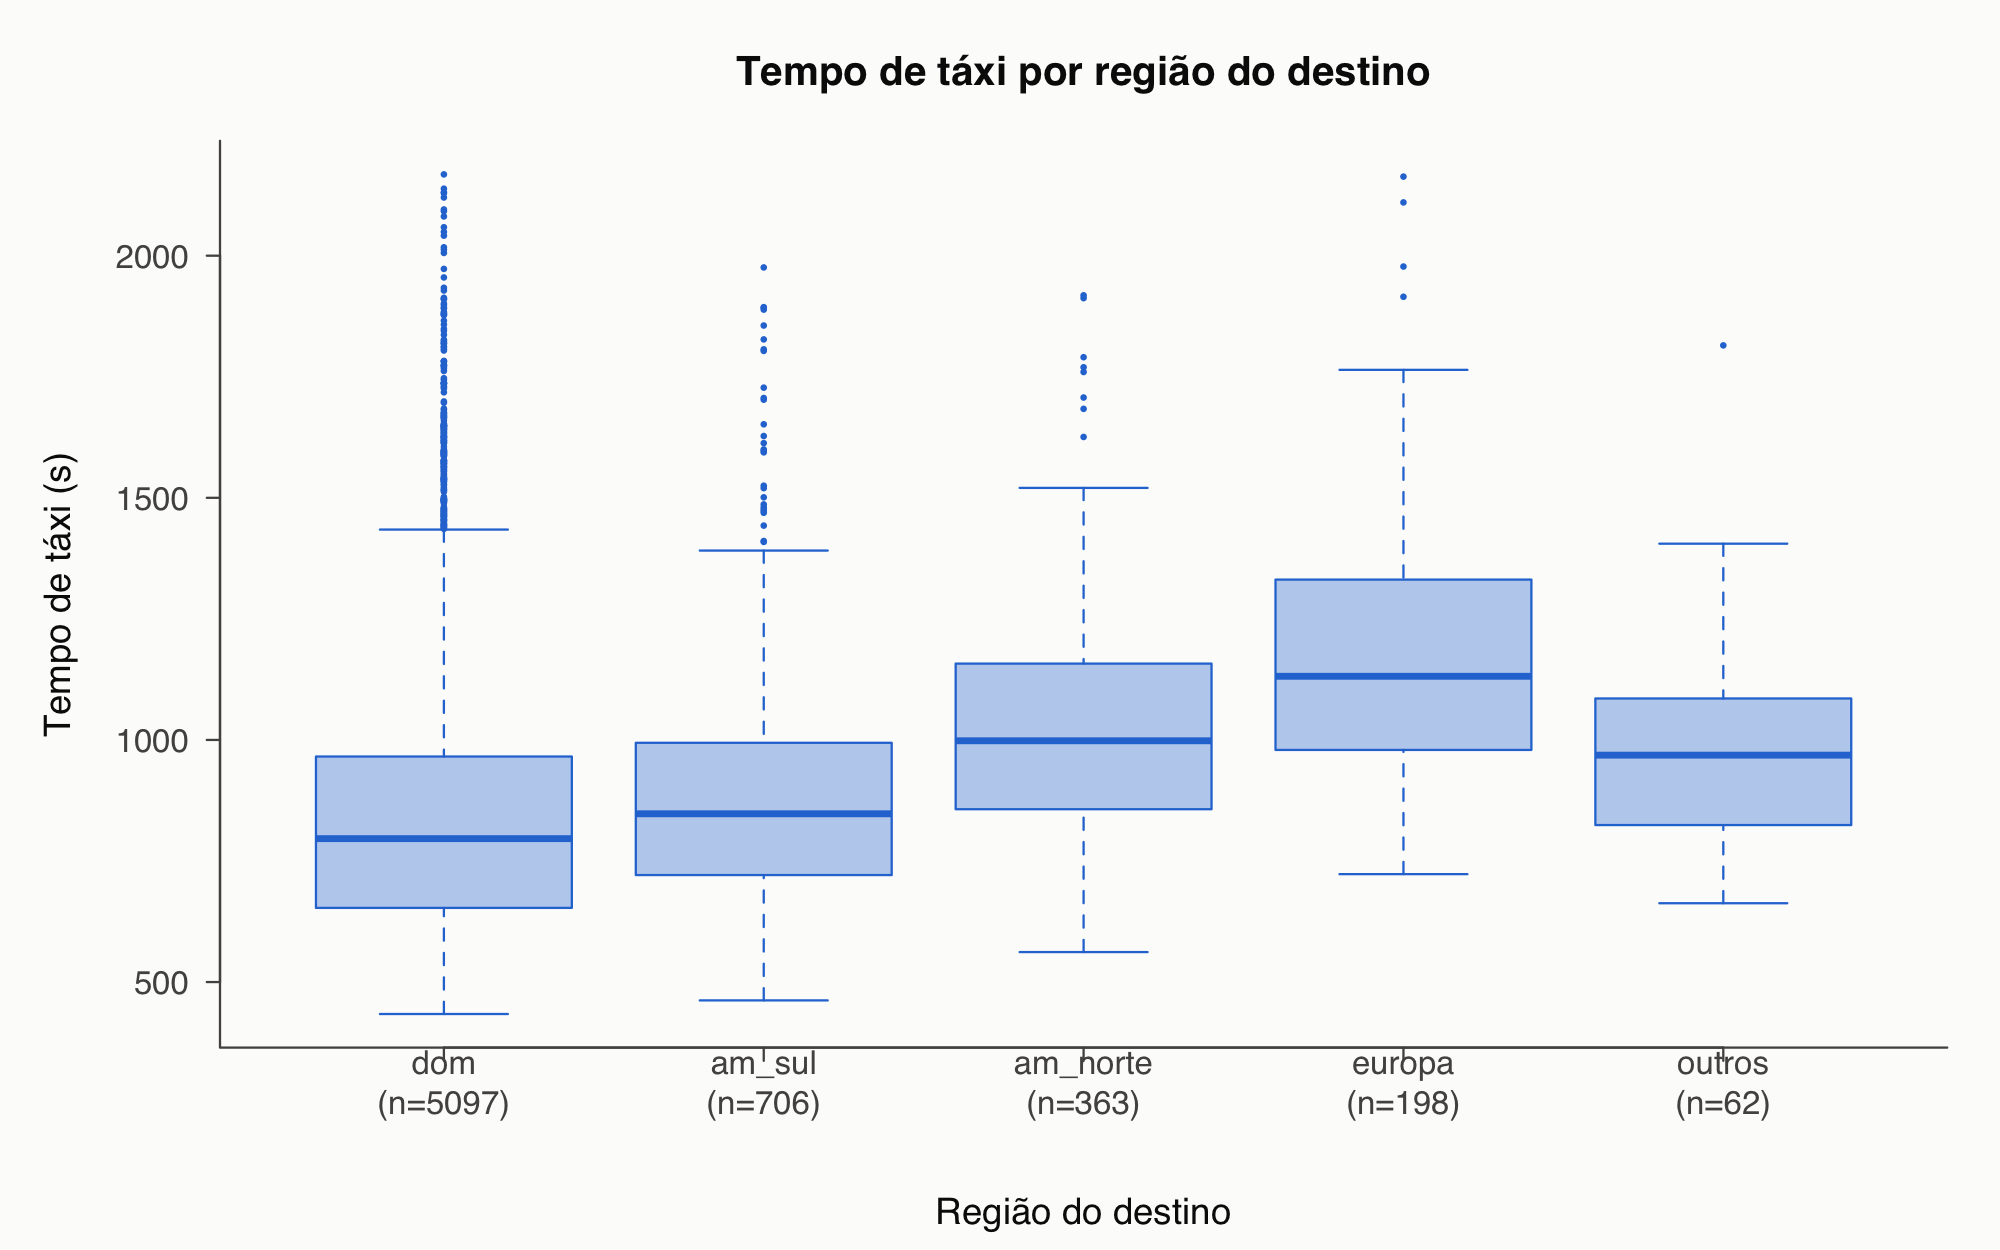 Tempo de táxi por região do destino
Tempo de táxi (s)
2000
1500
1000
500
dom am_sul am_norte europa outros
(n=5097) (n=706) (n=363) (n=198) (n=62)
Região do destino